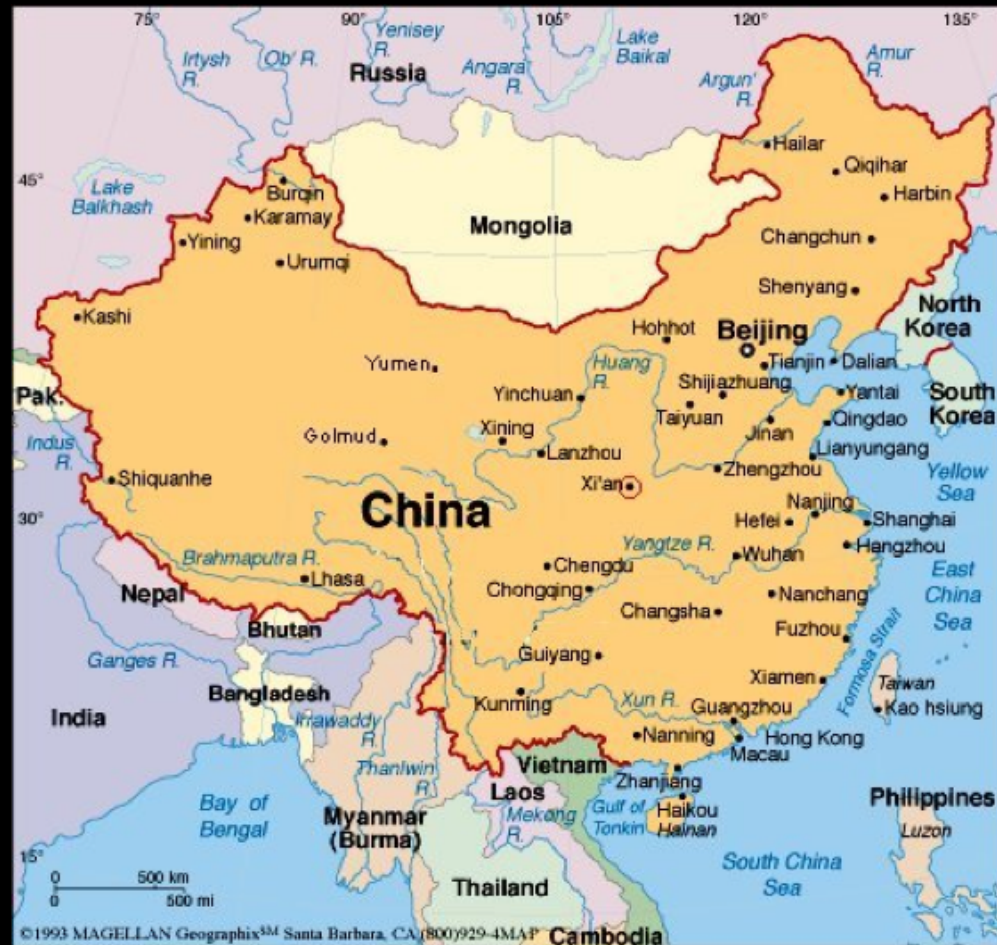 75°
90°
105°
120°
135°
Irtysh
R.
Ob' R.
Yenisey
R.
Russia
Angara
R.
Lake
Baikal
Argun'
R.
Amur
R.
45°
Lake
Balkhash
Burqin
Karamay
Yining
Urumqi
Mongolia
Hailar
Qiqihar
Harbin
Changchun
Shenyang
Kashi
Yumen
Hohhot
Beijing
North
Korea
Huang
R.
Tianjin
Dalian
Pak.
Yinchuan
Shijiazhuang
Yantai
South
Korea
Taiyuan
Qingdao
Indus
R.
Golmud
Xining
Jinan
Lanzhou
Lianyungang
Shiquanhe
Zhengzhou
Yellow
Sea
Xi'an
China
Nanjing
30°
Hefei
Shanghai
Yangtze R.
Wuhan
Hangzhou
Brahmaputra R.
Lhasa
Chengdu
East
China
Sea
Nepal
Chongqing
Nanchang
Changsha
Bhutan
Fuzhou
Ganges R.
Guiyang
Formosa Strait
Bangladesh
Xiamen
Taiwan
Kunming
Xun R.
India
Irrawaddy
R.
Guangzhou
Kao hsiung
Nanning
Hong Kong
Macau
Vietnam
Thanlwin
R.
Laos
Zhanjiang
Bay of
Bengal
Myanmar
(Burma)
Mekong
R.
Gulf of
Tonkin
Haikou
Hainan
Philippines
Luzon
15°
South China
Sea
0 500 km
0 500 mi
Thailand
©1993 MAGELLAN Geographix℠ Santa Barbara, CA (800)929-4MAP
Cambodia